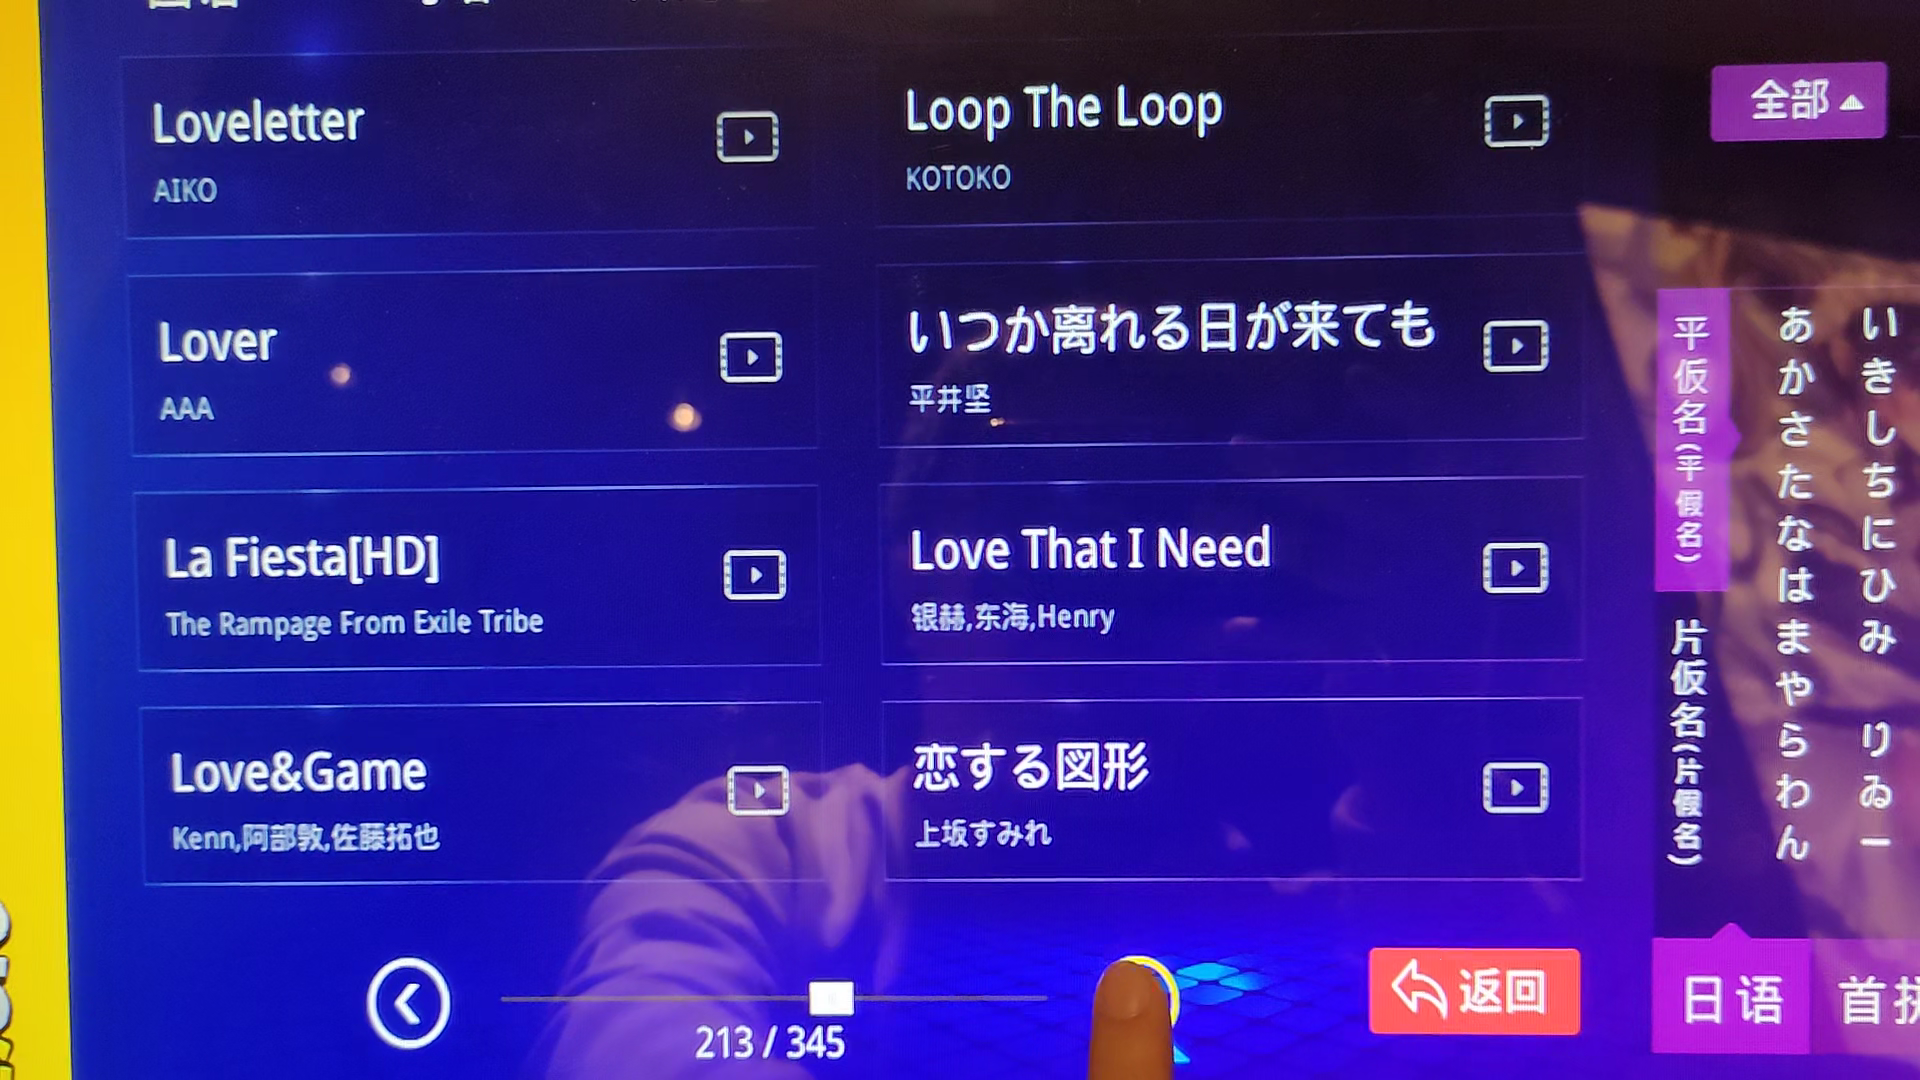 Loveletter
AIKO
Loop The Loop
KOTOKO
Lover
AAA
いつか离れる日が来ても
平井坚
La Fiesta[HD]
The Rampage From Exile Tribe
Love That I Need
银赫,东海,Henry
Love&Game
Kenn,阿部敦,佐藤拓也
恋する図形
上坂すみれ
213 / 345
返回
全部
平仮名(平假名)
片仮名(片假名)
あかさたなはまやらわん
いきしちにひみ りゐー
日语
首拼